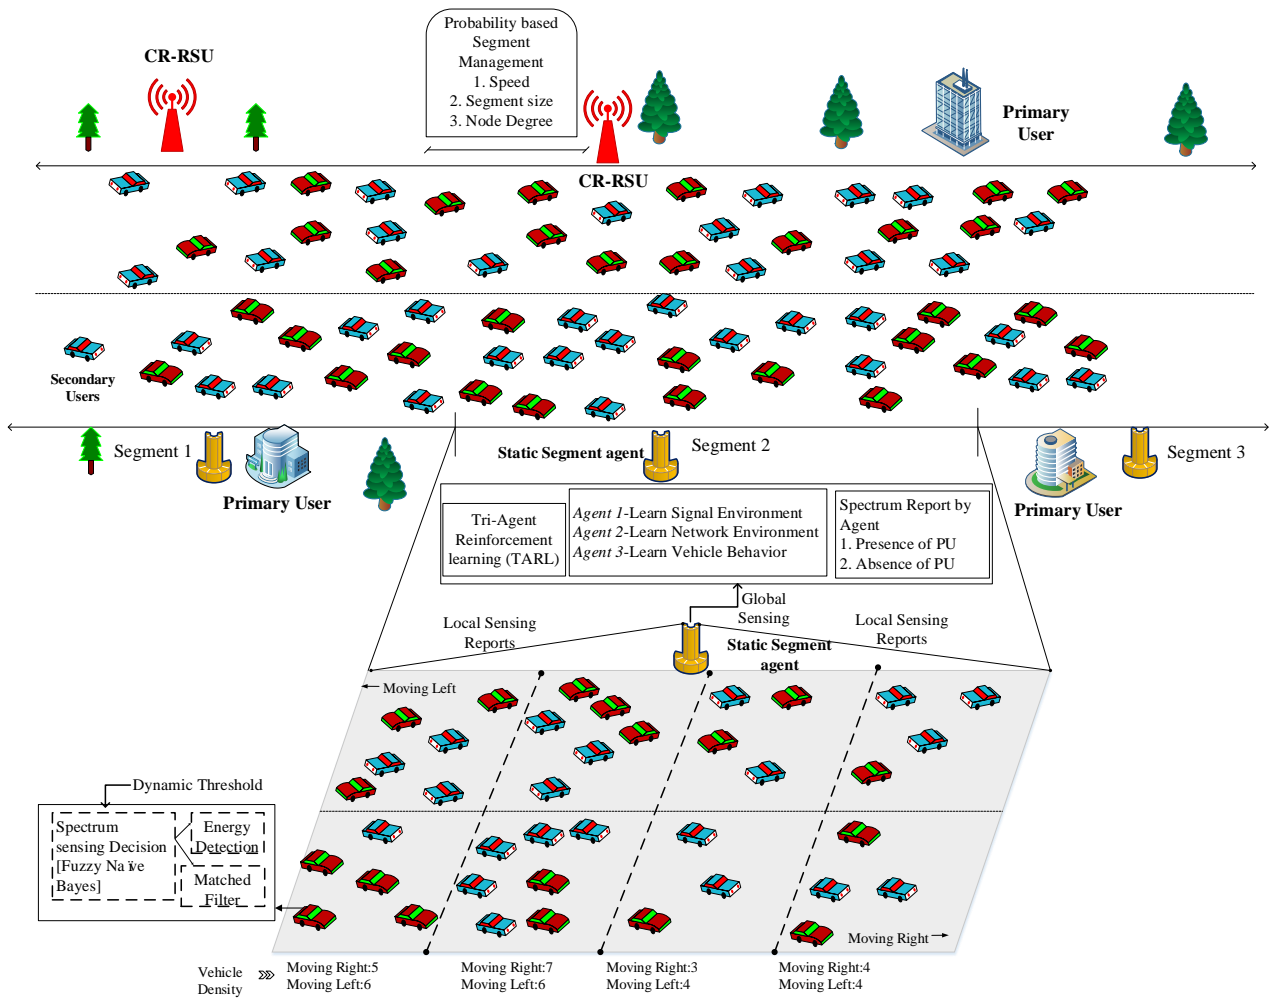 Probability based
Segment
Management
1. Speed
2. Segment size
3. Node Degree
CR-RSU
Primary
User
CR-RSU
Secondary
Users
Segment 1
Static Segment agent
Segment 2
Segment 3
Primary User
Primary User
Tri-Agent
Reinforcement
learning (TARL)
Agent 1-Learn Signal Environment
Agent 2-Learn Network Environment
Agent 3-Learn Vehicle Behavior
Spectrum Report by
Agent
1. Presence of PU
2. Absence of PU
Global
Sensing
Local Sensing
Reports
Local Sensing
Reports
Static Segment
agent
Moving Left
Dynamic Threshold
Spectrum
sensing Decision
[Fuzzy Naïve
Bayes]
Energy
Detection
Matched
Filter
Moving Right
Vehicle
Density
Moving Right:5
Moving Left:6
Moving Right:7
Moving Left:6
Moving Right:3
Moving Left:4
Moving Right:4
Moving Left:4